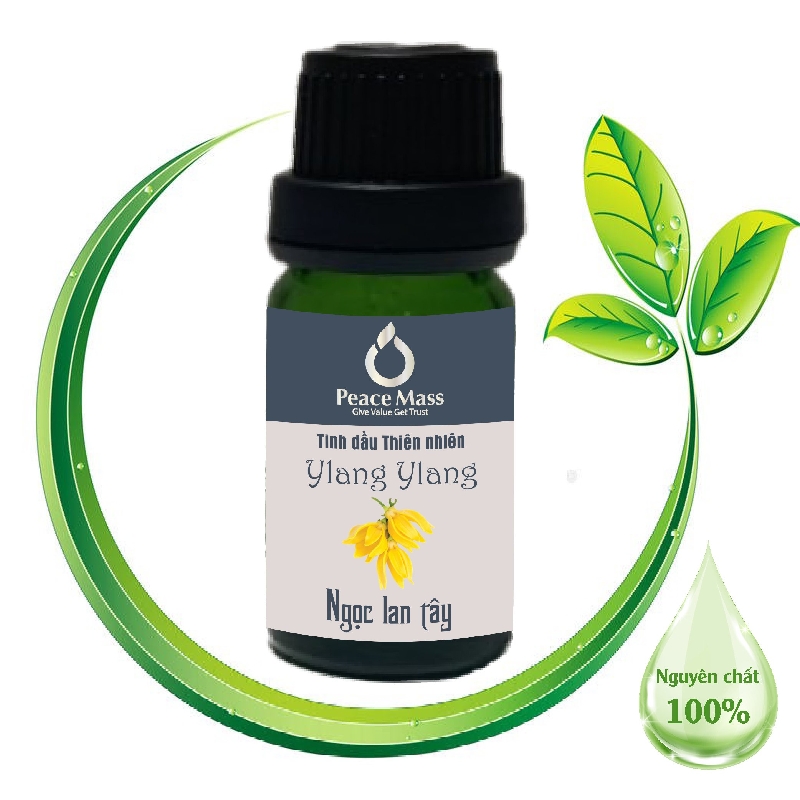 Peace Mass
Give Value Get Trust
Tinh dầu Thiên nhiên
Ylang Ylang
Ngọc lan tây
Nguyên chất
100%